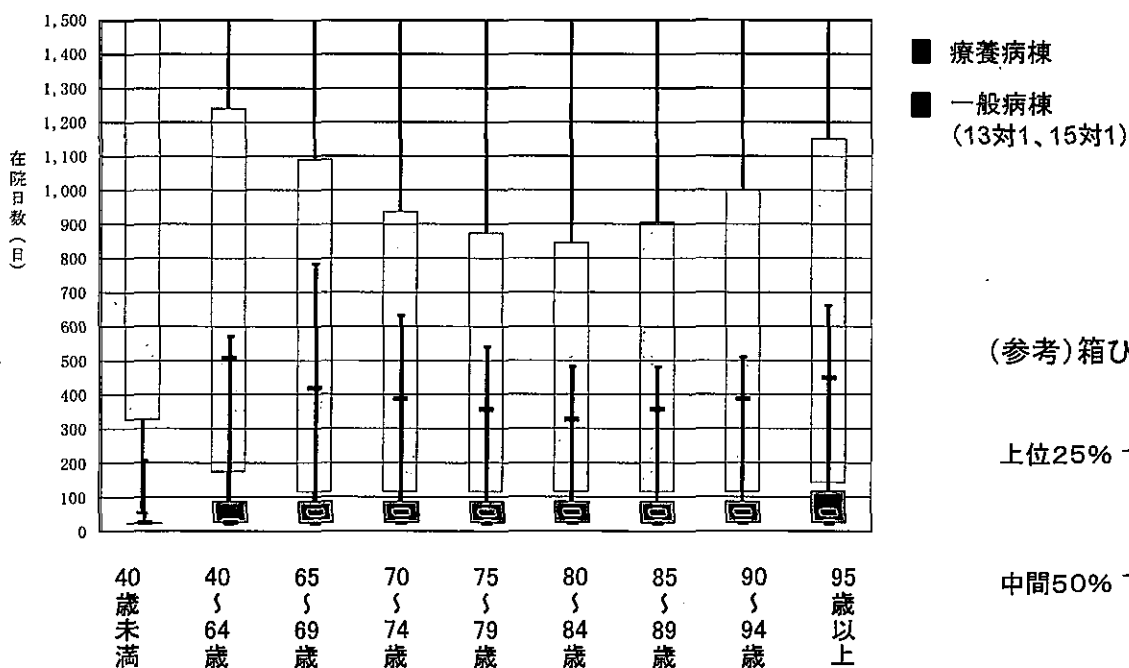 1,500
1,400
1,300
1,200
1,100
1,000
900
800
700
600
500
400
300
200
100
0
在院日数(日)
40歳未満
40〜64歳
65〜69歳
70〜74歳
75〜79歳
80〜84歳
85〜89歳
90〜94歳
95歳以上
■ 療養病棟
■ 一般病棟
(13対1、15対1)
(参考)箱ひ
上位25%
中間50%